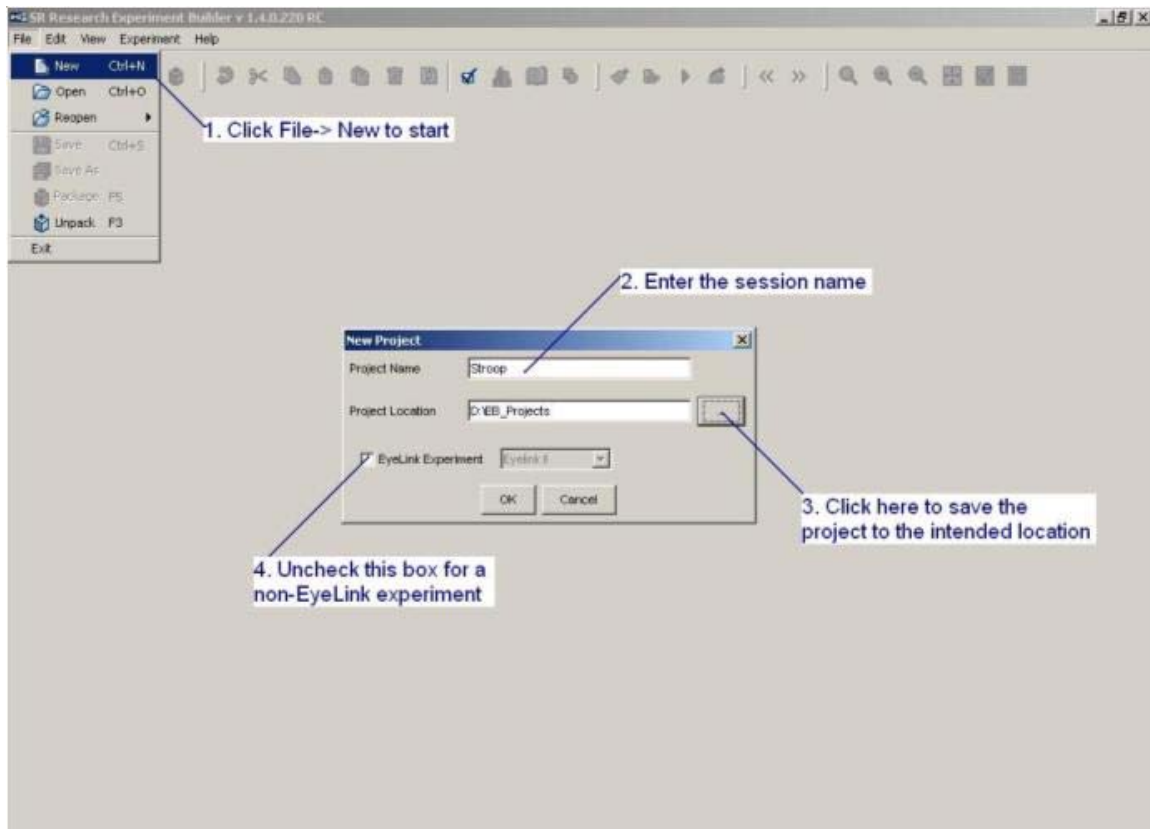 SR Research Experiment Builder v 1.4.0.220 RC
File Edit View Experiment Help
New Ctrl+N
Open Ctrl+O
Reopen
Save Ctrl+S
Save As
Package F5
Unpack F3
Exit
1. Click File-> New to start
2. Enter the session name
New Project
Project Name Stroop
Project Location D:\EB_Projects
EyeLink Experiment Eyelink II
OK Cancel
3. Click here to save the
project to the intended location
4. Uncheck this box for a
non-EyeLink experiment